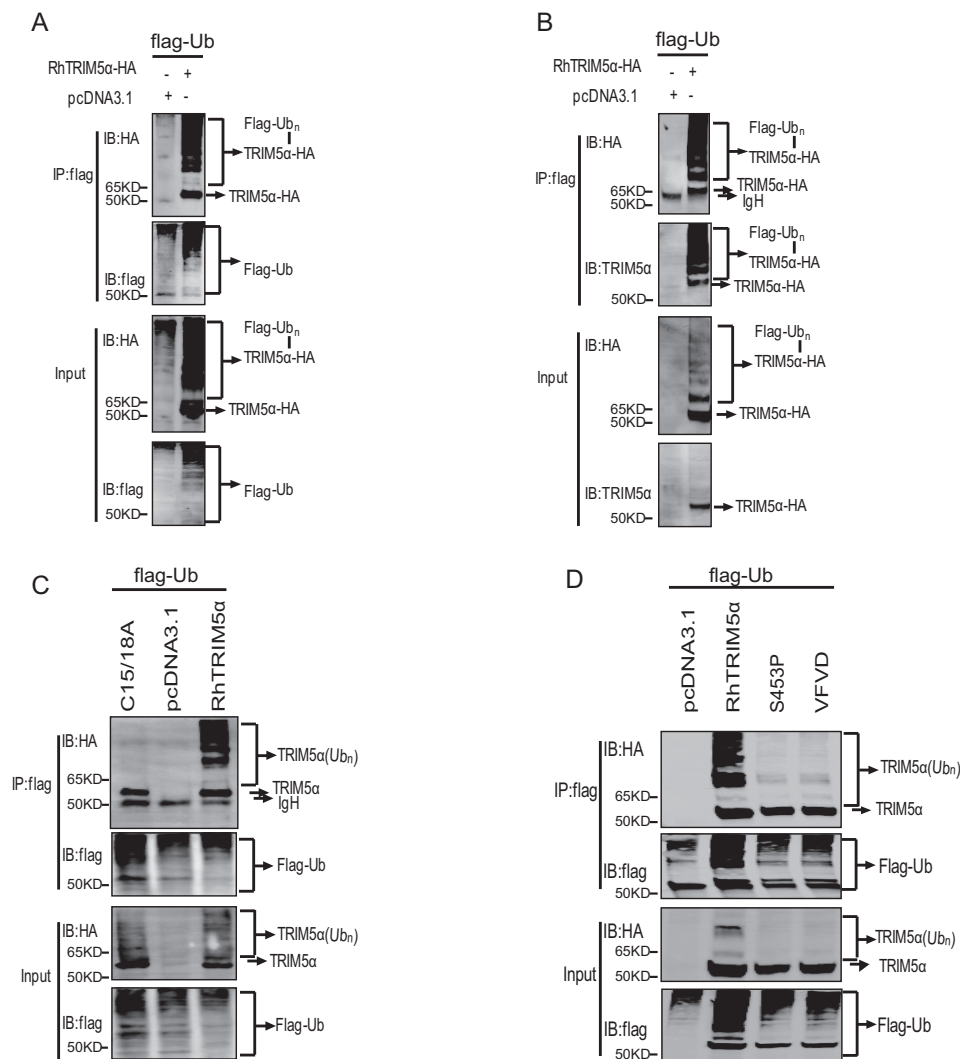 A
flag-Ub
RhTRIM5α-HA - +
pcDNA3.1 + -
IP:flag
IB:HA
65KD
50KD
Flag-Ubn
TRIM5α-HA
TRIM5α-HA
IB:flag
50KD
Flag-Ub
Input
IB:HA
65KD
50KD
Flag-Ubn
TRIM5α-HA
TRIM5α-HA
IB:flag
50KD
Flag-Ub
B
flag-Ub
RhTRIM5α-HA - +
pcDNA3.1 + -
IP:flag
IB:HA
65KD
50KD
Flag-Ubn
TRIM5α-HA
TRIM5α-HA
IgH
IB:TRIM5α
50KD
Flag-Ubn
TRIM5α-HA
TRIM5α-HA
Input
IB:HA
65KD
50KD
Flag-Ubn
TRIM5α-HA
TRIM5α-HA
IB:TRIM5α
50KD
TRIM5α-HA
C
flag-Ub
C15/18A
pcDNA3.1
RhTRIM5α
IP:flag
IB:HA
65KD
50KD
TRIM5α(Ubn)
TRIM5α
IgH
IB:flag
50KD
Flag-Ub
Input
IB:HA
65KD
50KD
TRIM5α(Ubn)
TRIM5α
IB:flag
50KD
Flag-Ub
D
flag-Ub
pcDNA3.1
RhTRIM5α
S453P
VFVD
IP:flag
IB:HA
65KD
50KD
TRIM5α(Ubn)
TRIM5α
IB:flag
50KD
Flag-Ub
Input
IB:HA
65KD
50KD
TRIM5α(Ubn)
TRIM5α
IB:flag
50KD
Flag-Ub